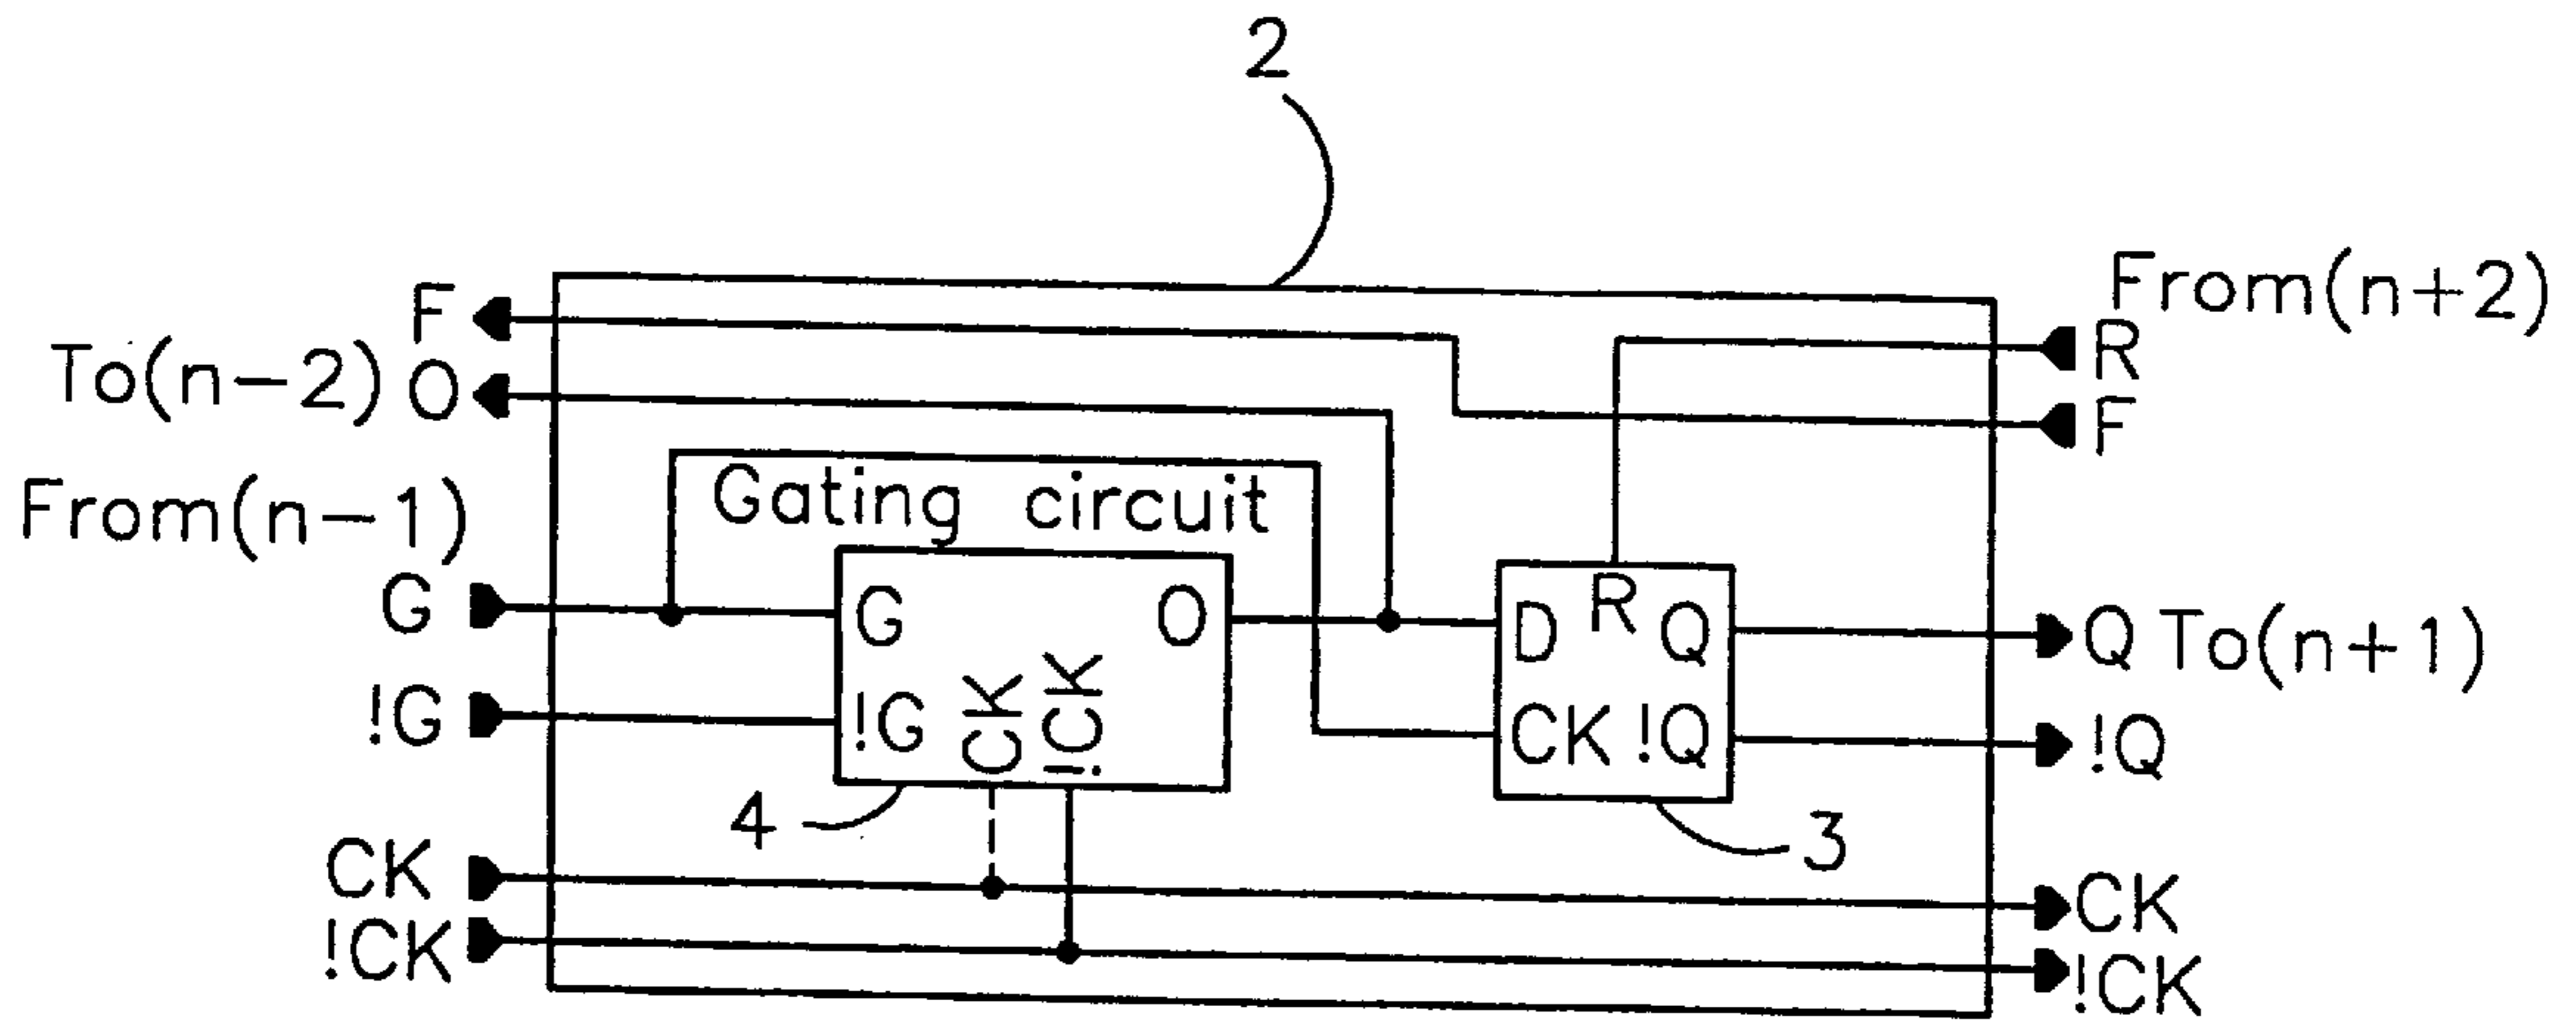 2
From(n+2)
F
R
To(n-2) O
F
From(n-1)
Gating circuit
G
G
O
D
R
Q
Q To(n+1)
!G
!G
CK
!CK
CK
!Q
!Q
4
3
CK
CK
!CK
!CK